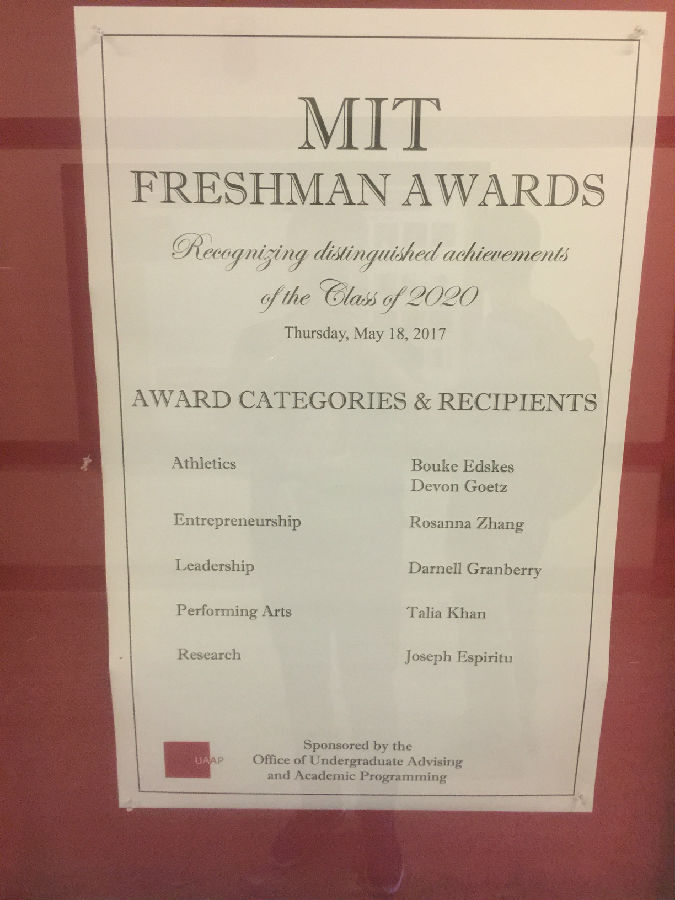 MIT
FRESHMAN AWARDS
Recognizing distinguished achievements
of the Class of 2020
Thursday, May 18, 2017
AWARD CATEGORIES & RECIPIENTS
Athletics Bouke Edskes
Devon Goetz
Entrepreneurship Rosanna Zhang
Leadership Darnell Granberry
Performing Arts Talia Khan
Research Joseph Espiritu
UAAP
Sponsored by the
Office of Undergraduate Advising
and Academic Programming